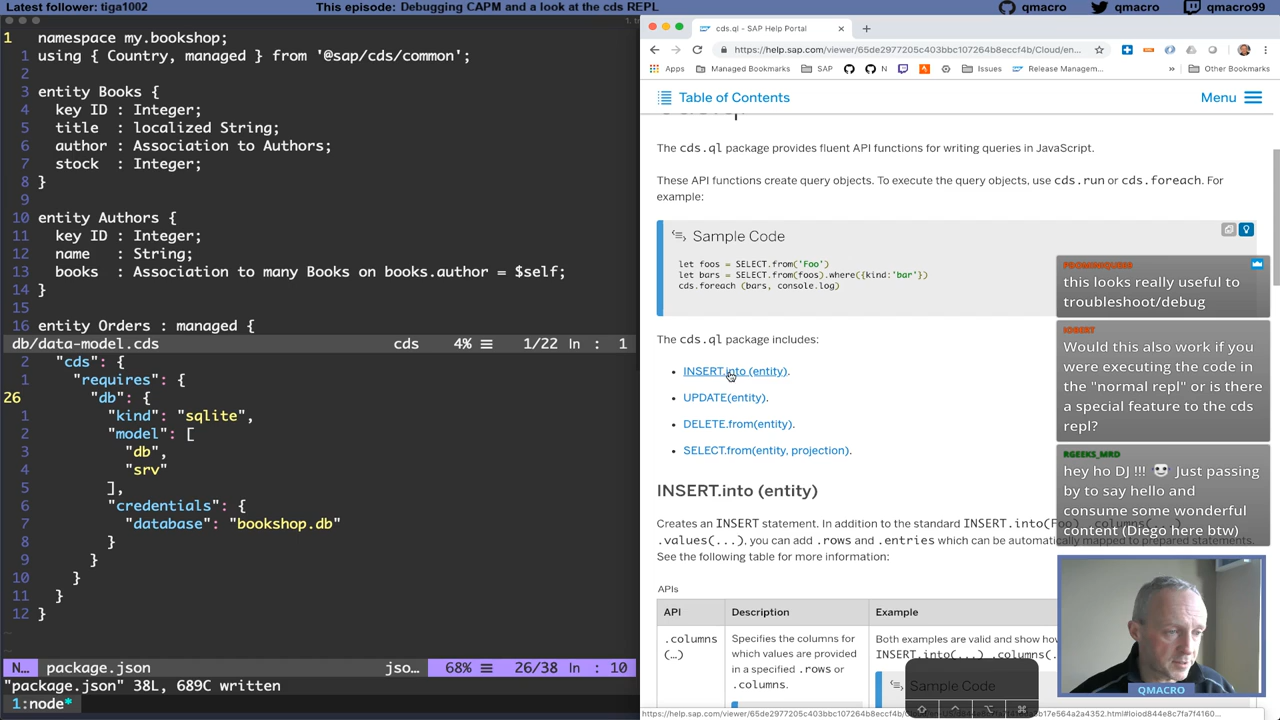 Latest follower: tiga1002
This episode: Debugging CAPM and a look at the cds REPL
qmacro
qmacro
qmacro99
1 namespace my.bookshop;
1 using { Country, managed } from '@sap/cds/common';
2
3 entity Books {
4 key ID : Integer;
5 title : localized String;
6 author : Association to Authors;
7 stock : Integer;
8 }
9
10 entity Authors {
11 key ID : Integer;
12 name : String;
13 books : Association to many Books on books.author = $self;
14 }
15
16 entity Orders : managed {
db/data-model.cds cds 4% ☰ 1/22 ln : 1
2 "cds": {
1 "requires": {
26 "db": {
1 "kind": "sqlite",
2 "model": [
3 "db",
4 "srv"
5 ],
6 "credentials": {
7 "database": "bookshop.db"
8 }
9 }
10 }
11 }
12 }
N… package.json jso… 68% ☰ 26/38 ln : 10
"package.json" 38L, 689C written
1:node*
cds.ql - SAP Help Portal
https://help.sap.com/viewer/65de2977205c403bbc107264b8eccf4b/Cloud/en…
Apps
Managed Bookmarks
SAP
N
Issues
Release Managem…
»
Other Bookmarks
Table of Contents
Menu
The cds.ql package provides fluent API functions for writing queries in JavaScript.
These API functions create query objects. To execute the query objects, use cds.run or cds.foreach. For
example:
Sample Code
let foos = SELECT.from('Foo')
let bars = SELECT.from(foos).where({kind:'bar'})
cds.foreach (bars, console.log)
The cds.ql package includes:
• INSERT.into (entity).
• UPDATE(entity).
• DELETE.from(entity).
• SELECT.from(entity, projection).
INSERT.into (entity)
Creates an INSERT statement. In addition to the standard INSERT.into(Foo) .columns(...)
.values(...), you can add .rows and .entries which can be automatically mapped to prepared statements.
See the following table for more information:
APIs
API
Description
Example
.columns
(…)
Specifies the columns for
which values are provided
in a specified .rows or
.columns.
Both examples are valid and show how
INSERT.into(...) .columns(.
Sample Code
this looks really useful to
troubleshoot/debug
Would this also work if you
were executing the code in
the "normal repl" or is there
a special feature to the cds
repl?
RGEEKS_MRD
hey ho DJ !!! Just passing
by to say hello and
consume some wonderful
content (Diego here btw)
QMACRO